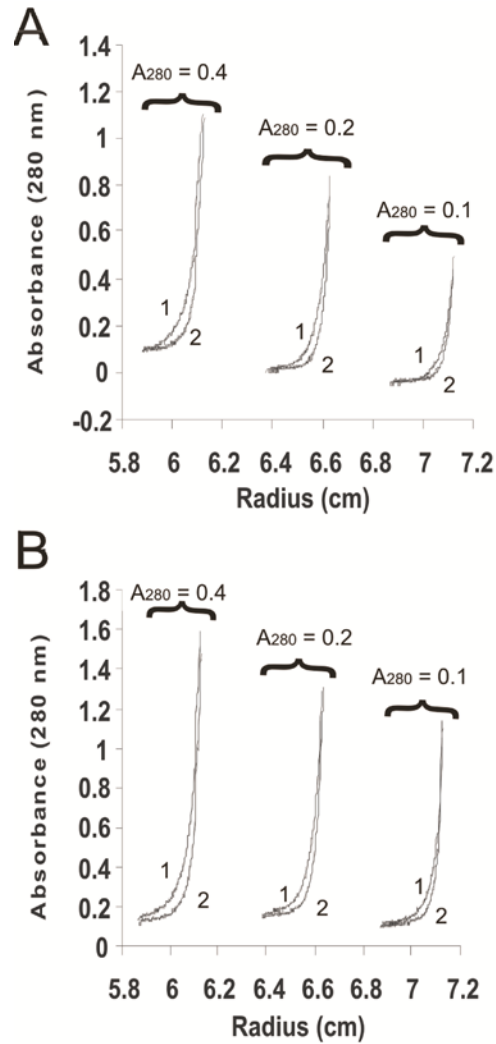 A
A280 = 0.4
A280 = 0.2
A280 = 0.1
Absorbance (280 nm)
1.4
1.2
1
0.8
0.6
0.4
0.2
0
-0.2
1
2
1
2
1
2
5.8 6 6.2 6.4 6.6 6.8 7 7.2
Radius (cm)
B
A280 = 0.4
A280 = 0.2
A280 = 0.1
Absorbance (280 nm)
1.8
1.6
1.4
1.2
1
0.8
0.6
0.4
0.2
0
1
2
1
2
1
2
5.8 6 6.2 6.4 6.6 6.8 7 7.2
Radius (cm)